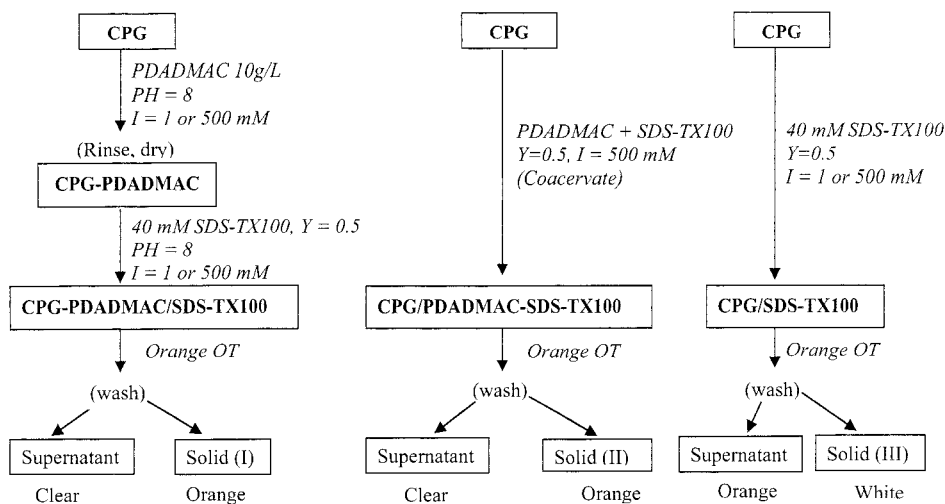 CPG
PDADMAC 10g/L
PH = 8
I = 1 or 500 mM
(Rinse, dry)
CPG-PDADMAC
40 mM SDS-TX100, Y = 0.5
PH = 8
I = 1 or 500 mM
CPG-PDADMAC/SDS-TX100
Orange OT
(wash)
Supernatant
Solid (I)
Clear
Orange
CPG
PDADMAC + SDS-TX100
Y=0.5, I = 500 mM
(Coacervate)
CPG/PDADMAC-SDS-TX100
Orange OT
(wash)
Supernatant
Solid (II)
Clear
Orange
CPG
40 mM SDS-TX100
Y=0.5
I = 1 or 500 mM
CPG/SDS-TX100
Orange OT
(wash)
Supernatant
Solid (III)
Orange
White